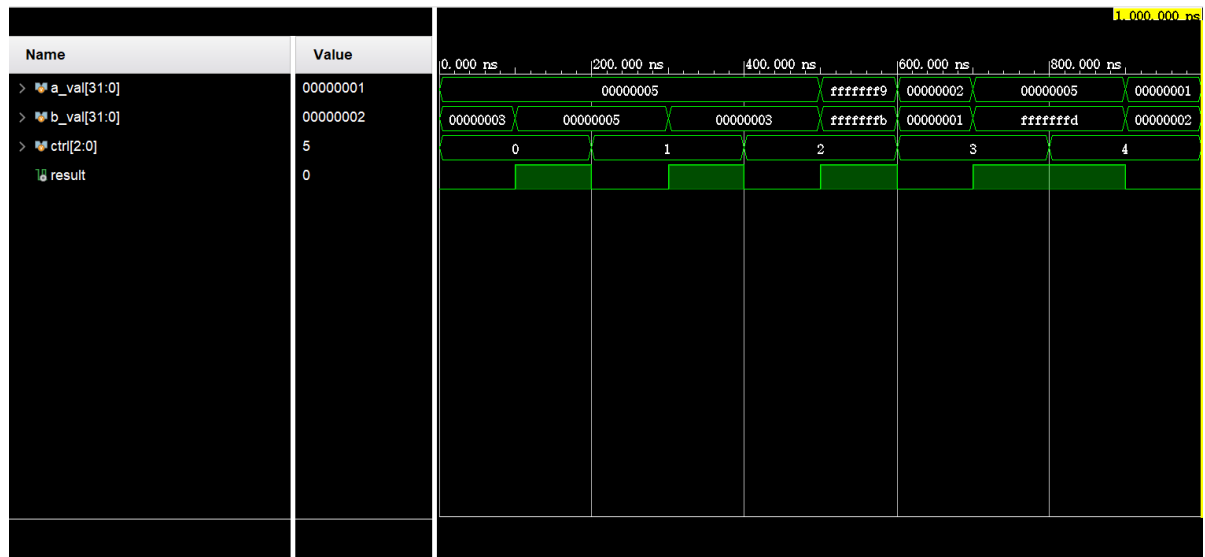 1,000.000 ns
Name Value
0.000 ns 200.000 ns 400.000 ns 600.000 ns 800.000 ns
a_val[31:0] 00000001 00000005 fffffff9 00000002 00000005 00000001
b_val[31:0] 00000002 00000003 00000005 00000003 fffffffb 00000001 fffffffd 00000002
ctrl[2:0] 5 0 1 2 3 4
result 0